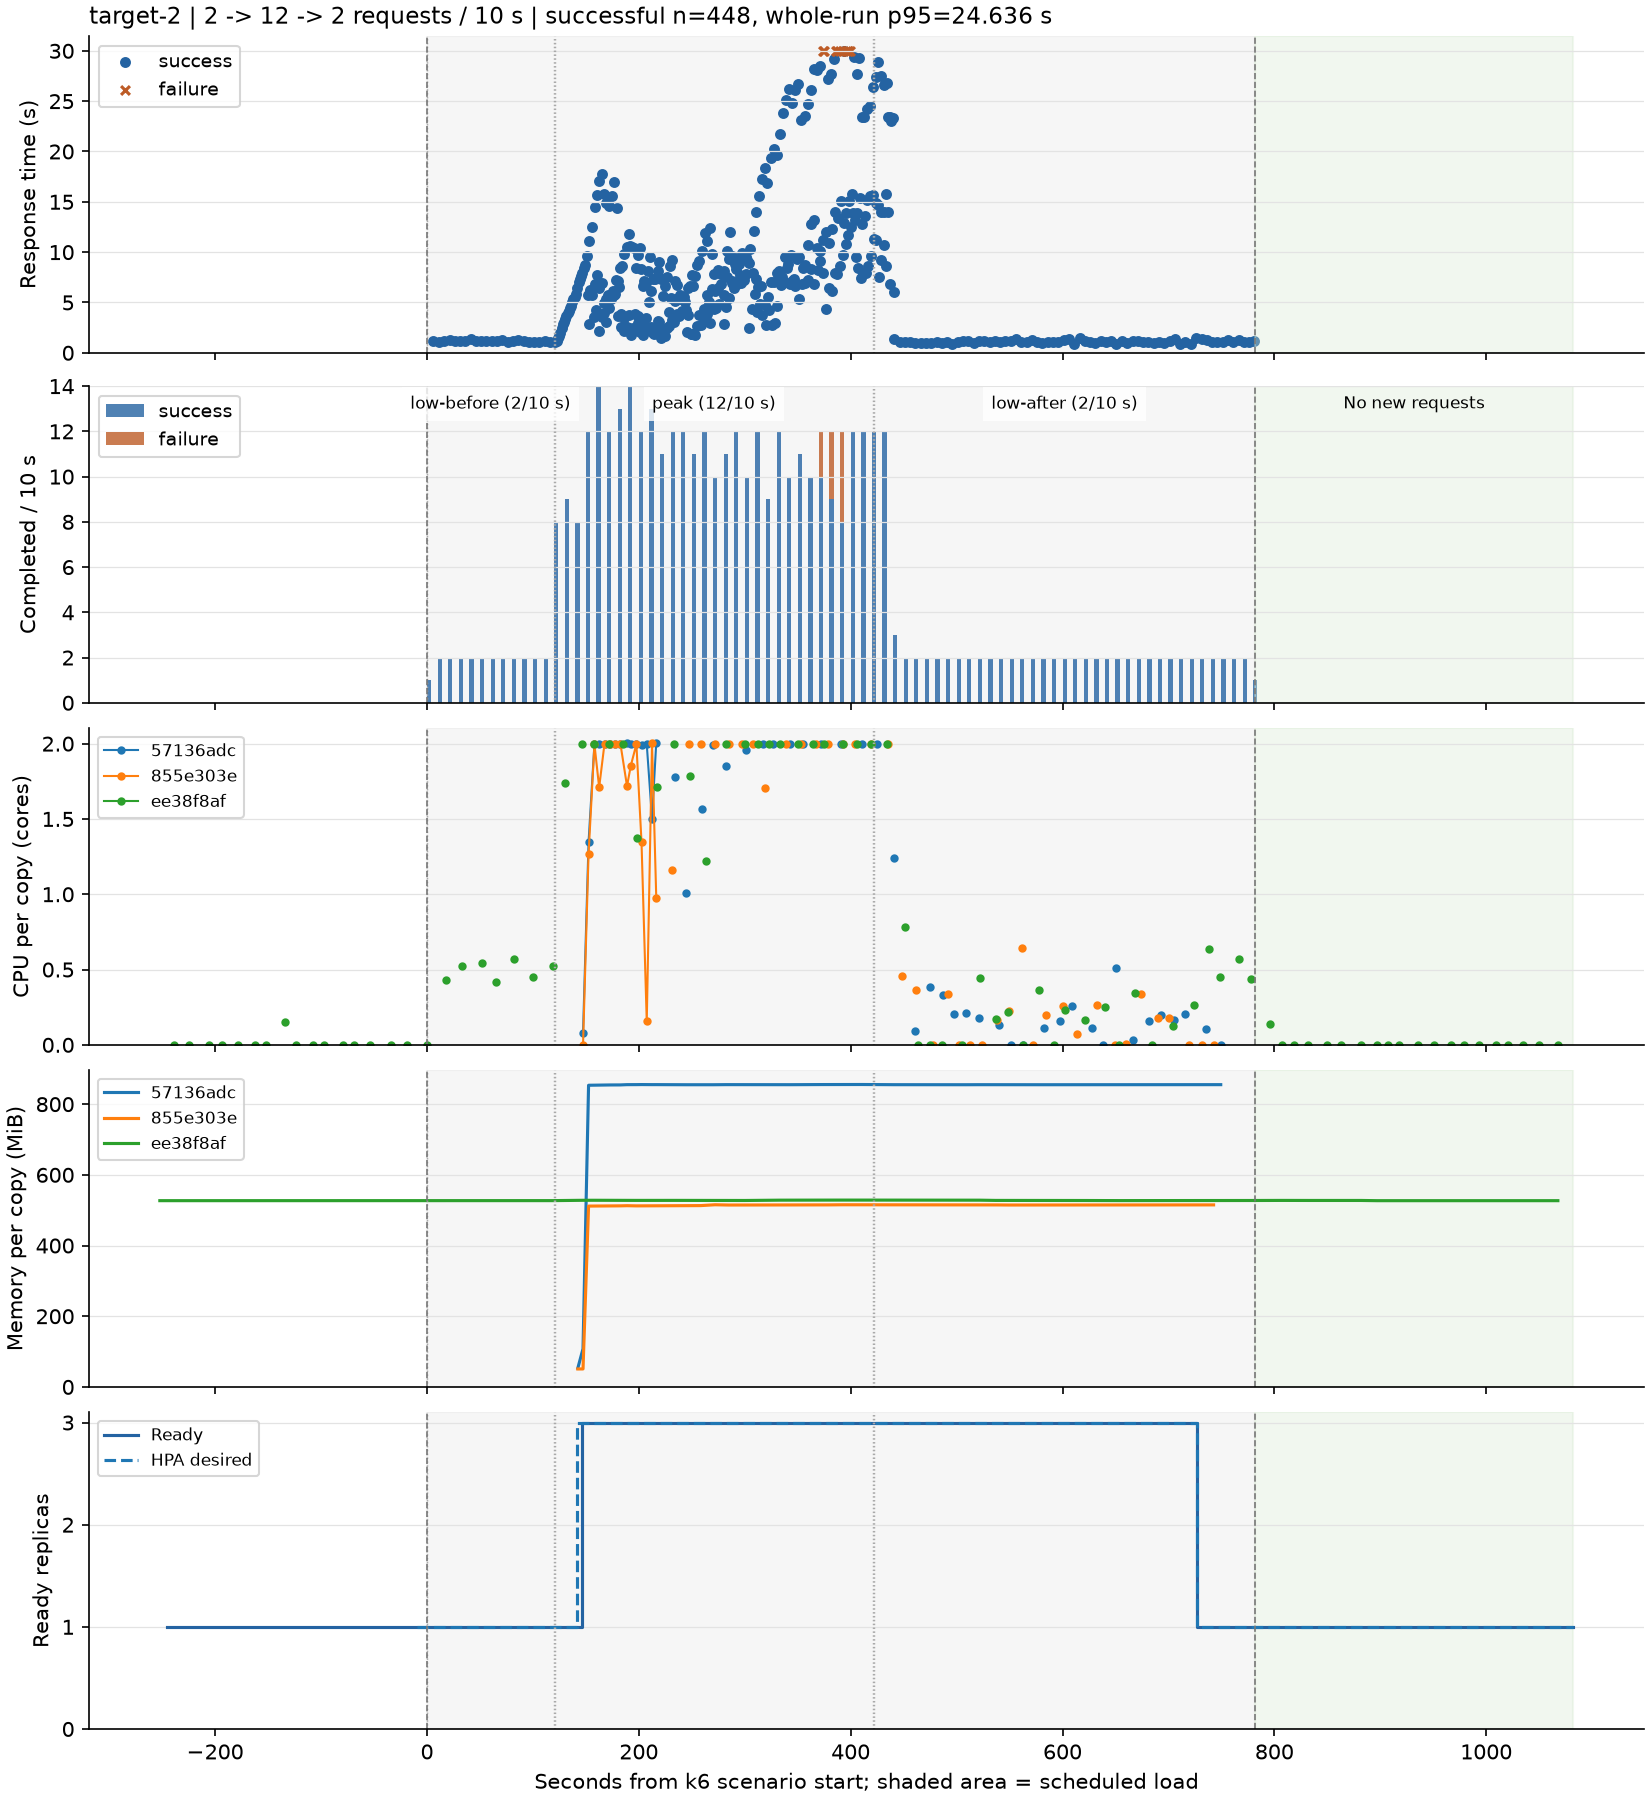 target-2 | 2 -> 12 -> 2 requests / 10 s | successful n=448, whole-run p95=24.636 s
Response time (s)
30
25
20
15
10
5
0
success
failure
Completed / 10 s
14
12
10
8
6
4
2
0
success
failure
low-before (2/10 s)
peak (12/10 s)
low-after (2/10 s)
No new requests
CPU per copy (cores)
2.0
1.5
1.0
0.5
0.0
57136adc
855e303e
ee38f8af
Memory per copy (MiB)
800
600
400
200
0
57136adc
855e303e
ee38f8af
Ready replicas
3
2
1
0
Ready
HPA desired
−200
0
200
400
600
800
1000
Seconds from k6 scenario start; shaded area = scheduled load